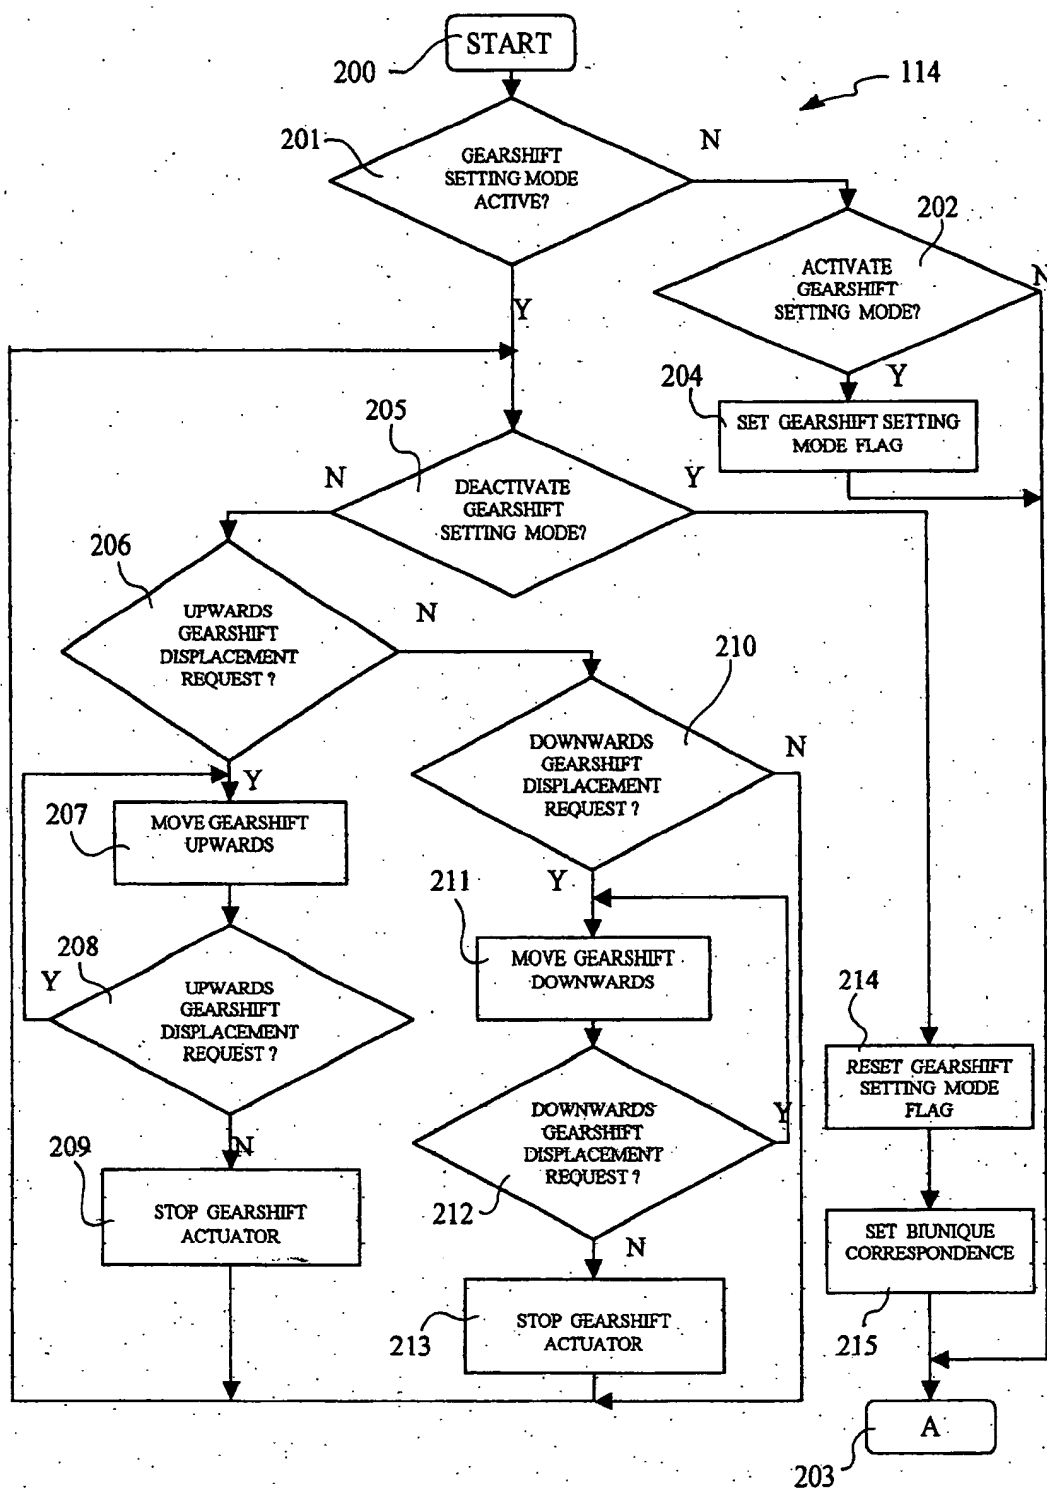 START
200
114
201
GEARSHIFT
SETTING MODE
ACTIVE?
N
202
ACTIVATE
GEARSHIFT
SETTING MODE?
N
Y
Y
204
SET GEARSHIFT SETTING
MODE FLAG
205
DEACTIVATE
GEARSHIFT
SETTING MODE?
N
Y
206
UPWARDS
GEARSHIFT
DISPLACEMENT
REQUEST ?
N
210
DOWNWARDS
GEARSHIFT
DISPLACEMENT
REQUEST ?
N
Y
207
MOVE GEARSHIFT
UPWARDS
Y
211
MOVE GEARSHIFT
DOWNWARDS
208
Y
UPWARDS
GEARSHIFT
DISPLACEMENT
REQUEST ?
214
RESET GEARSHIFT
SETTING MODE
FLAG
DOWNWARDS
GEARSHIFT
DISPLACEMENT
REQUEST ?
Y
212
N
209
STOP GEARSHIFT
ACTUATOR
N
SET BIUNIQUE
CORRESPONDENCE
215
213
STOP GEARSHIFT
ACTUATOR
A
203